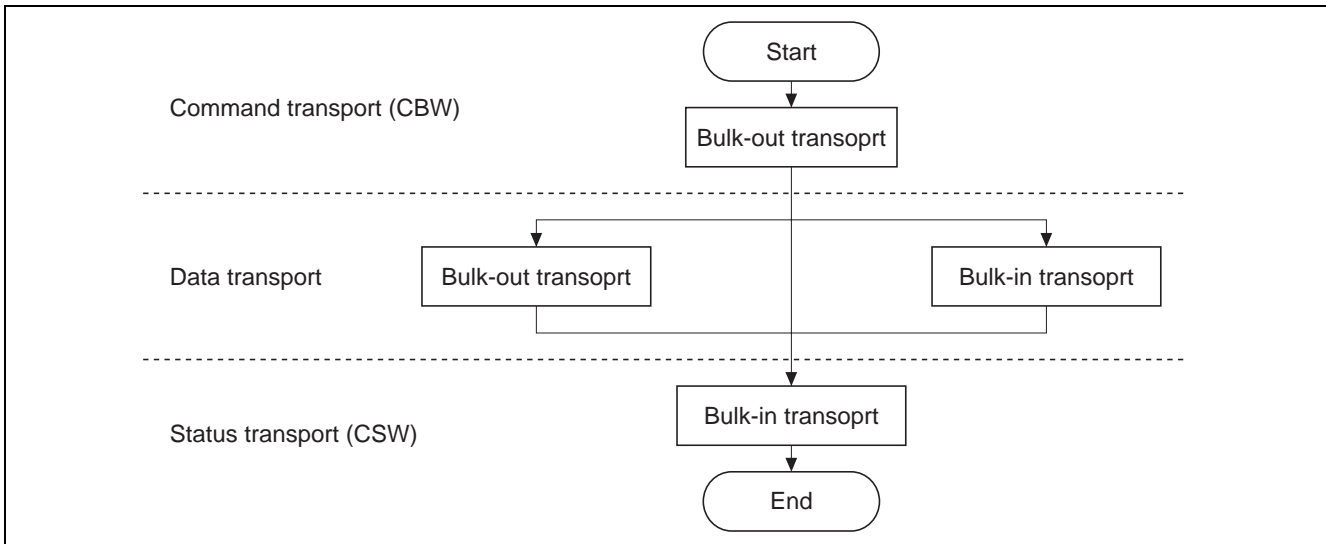 Start
Command transport (CBW)
Bulk-out transoprt
Data transport
Bulk-out transoprt
Bulk-in transoprt
Bulk-in transoprt
Status transport (CSW)
End